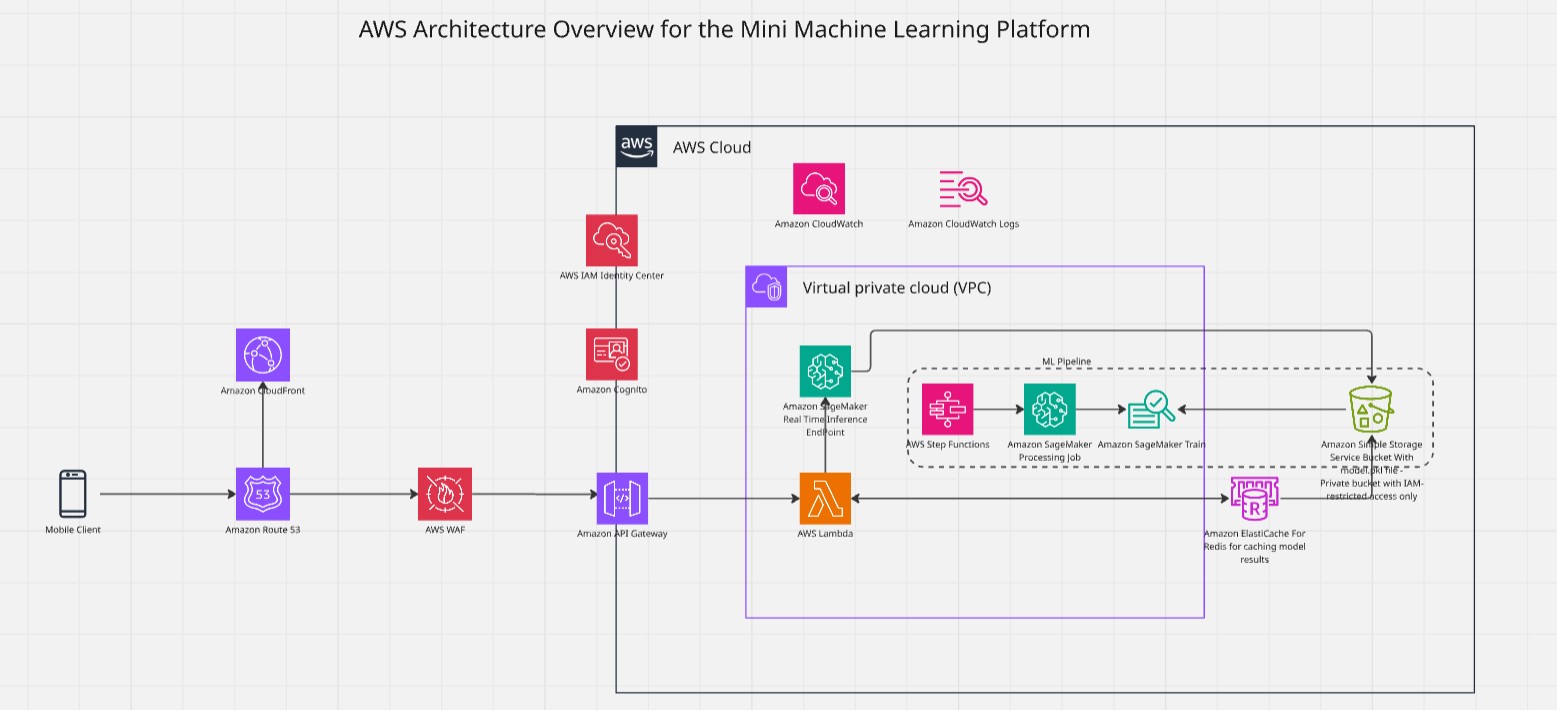 AWS Architecture Overview for the Mini Machine Learning Platform
aws
AWS Cloud
Amazon CloudWatch
Amazon CloudWatch Logs
AWS IAM Identity Center
Virtual private cloud (VPC)
Amazon CloudFront
Amazon Cognito
Amazon SageMaker
Real Time Inference
EndPoint
ML Pipeline
AWS Step Functions
Amazon SageMaker
Processing Job
Amazon SageMaker Train
Amazon Simple Storage
Service Bucket With
model.pkl file -
Private bucket with IAM-
restricted access only
Mobile Client
53
Amazon Route 53
AWS WAF
Amazon API Gateway
AWS Lambda
R
Amazon ElastiCache For
Redis for caching model
results